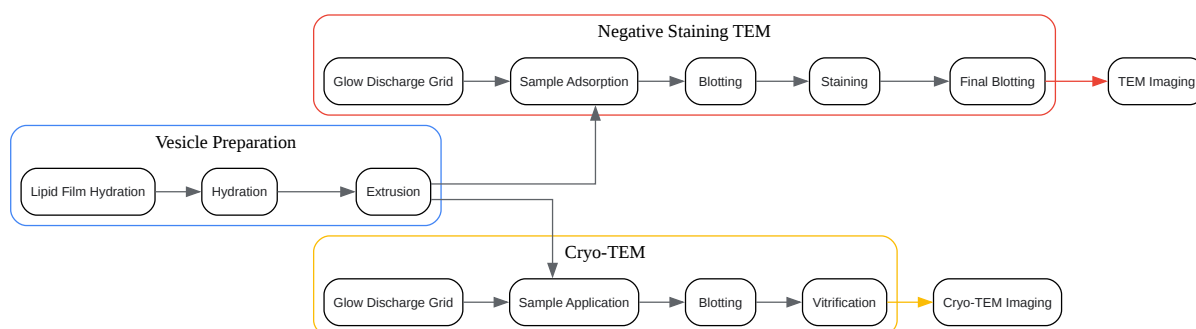 Negative Staining TEM
Glow Discharge Grid
Sample Adsorption
Blotting
Staining
Final Blotting
TEM Imaging
Vesicle Preparation
Lipid Film Hydration
Hydration
Extrusion
Cryo-TEM
Glow Discharge Grid
Sample Application
Blotting
Vitrification
Cryo-TEM Imaging